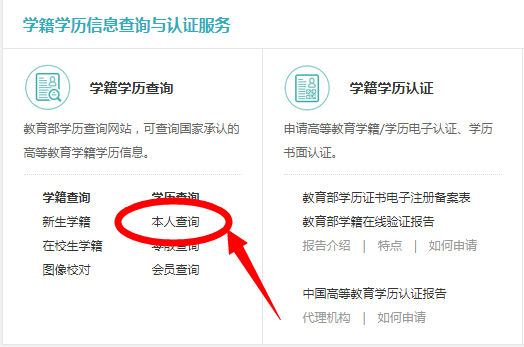 学籍学历信息查询与认证服务
学籍学历查询
教育部学历查询网站，可查询国家承认的
高等教育学籍学历信息。
学籍查询 学历查询
新生学籍 本人查询
在校生学籍 零散查询
图像校对 会员查询
学籍学历认证
申请高等教育学籍/学历电子认证、学历
书面认证。
教育部学历证书电子注册备案表
教育部学籍在线验证报告
报告介绍 | 特点 | 如何申请
中国高等教育学历认证报告
代理机构 | 如何申请